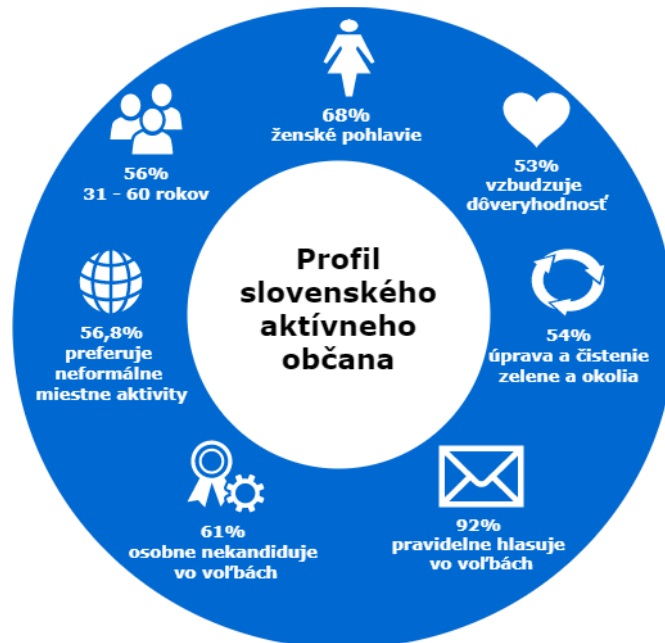 68%
ženské pohlavie
53%
vzbudzuje
dôveryhodnosť
54%
úprava a čistenie
zelene a okolia
92%
pravidelne hlasuje
vo voľbách
61%
osobne nekandiduje
vo voľbách
56,8%
preferuje
neformálne
miestne aktivity
56%
31 - 60 rokov
Profil
slovenského
aktívneho
občana